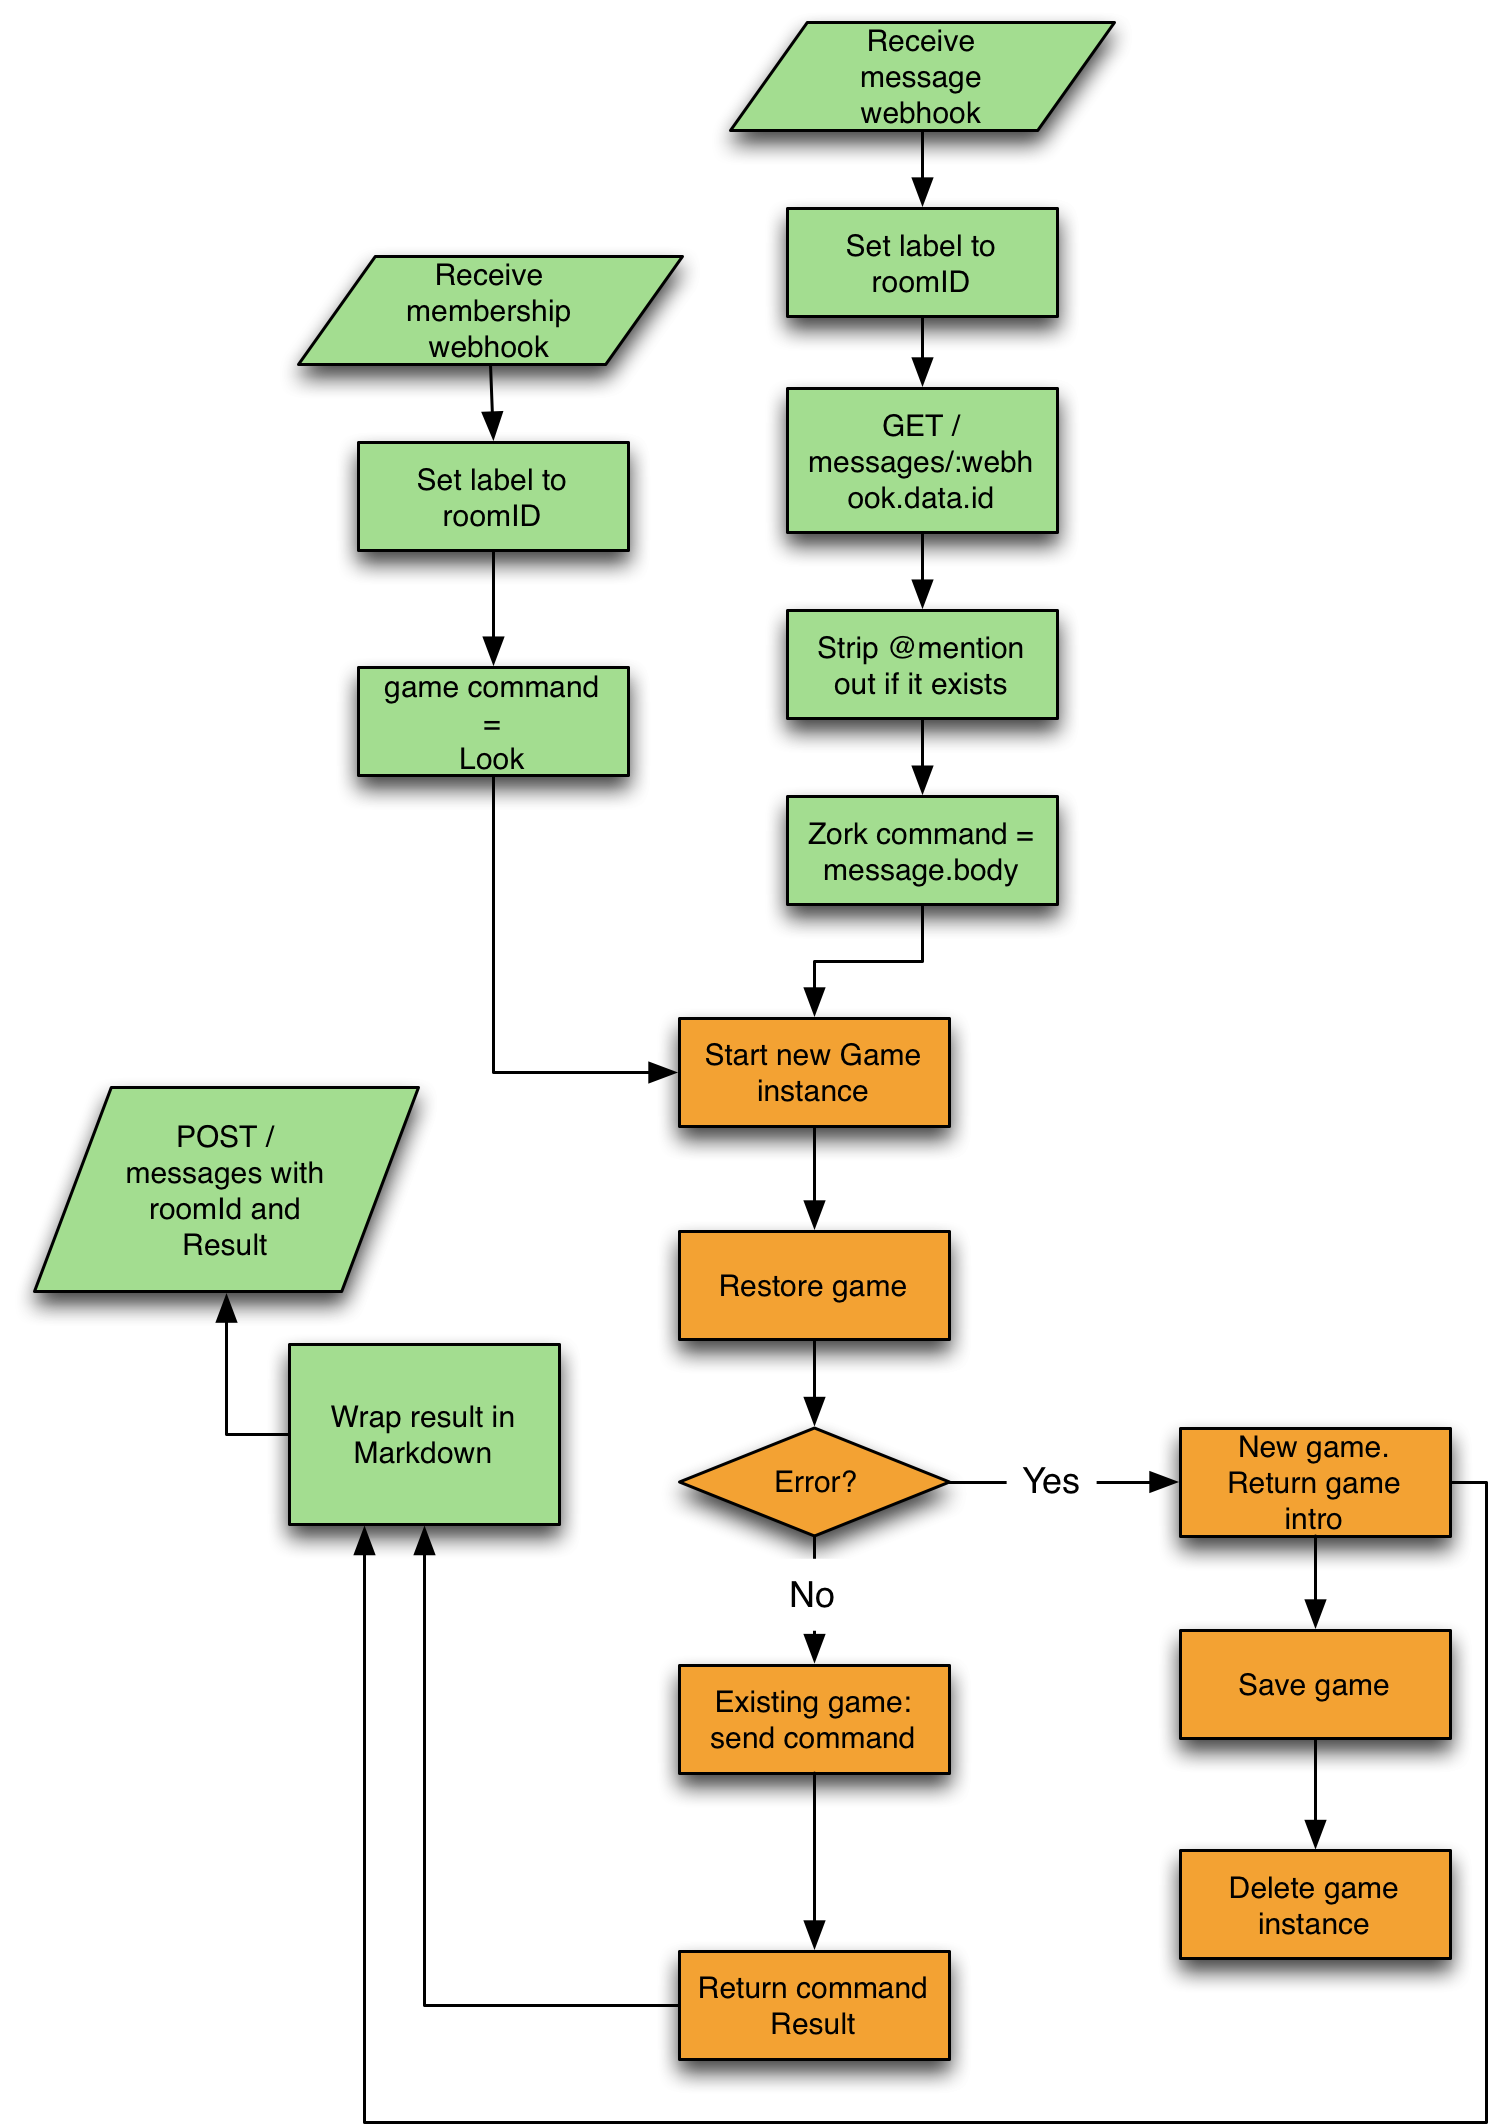 Receive
message
webhook
Set label to
roomID
Receive
membership
webhook
GET /
messages/:webh
ook.data.id
Set label to
roomID
Strip @mention
out if it exists
game command
=
Look
Zork command =
message.body
Start new Game
instance
POST /
messages with
roomId and
Result
Restore game
Wrap result in
Markdown
Error?
Yes
New game.
Return game
intro
No
Existing game:
send command
Save game
Delete game
instance
Return command
Result